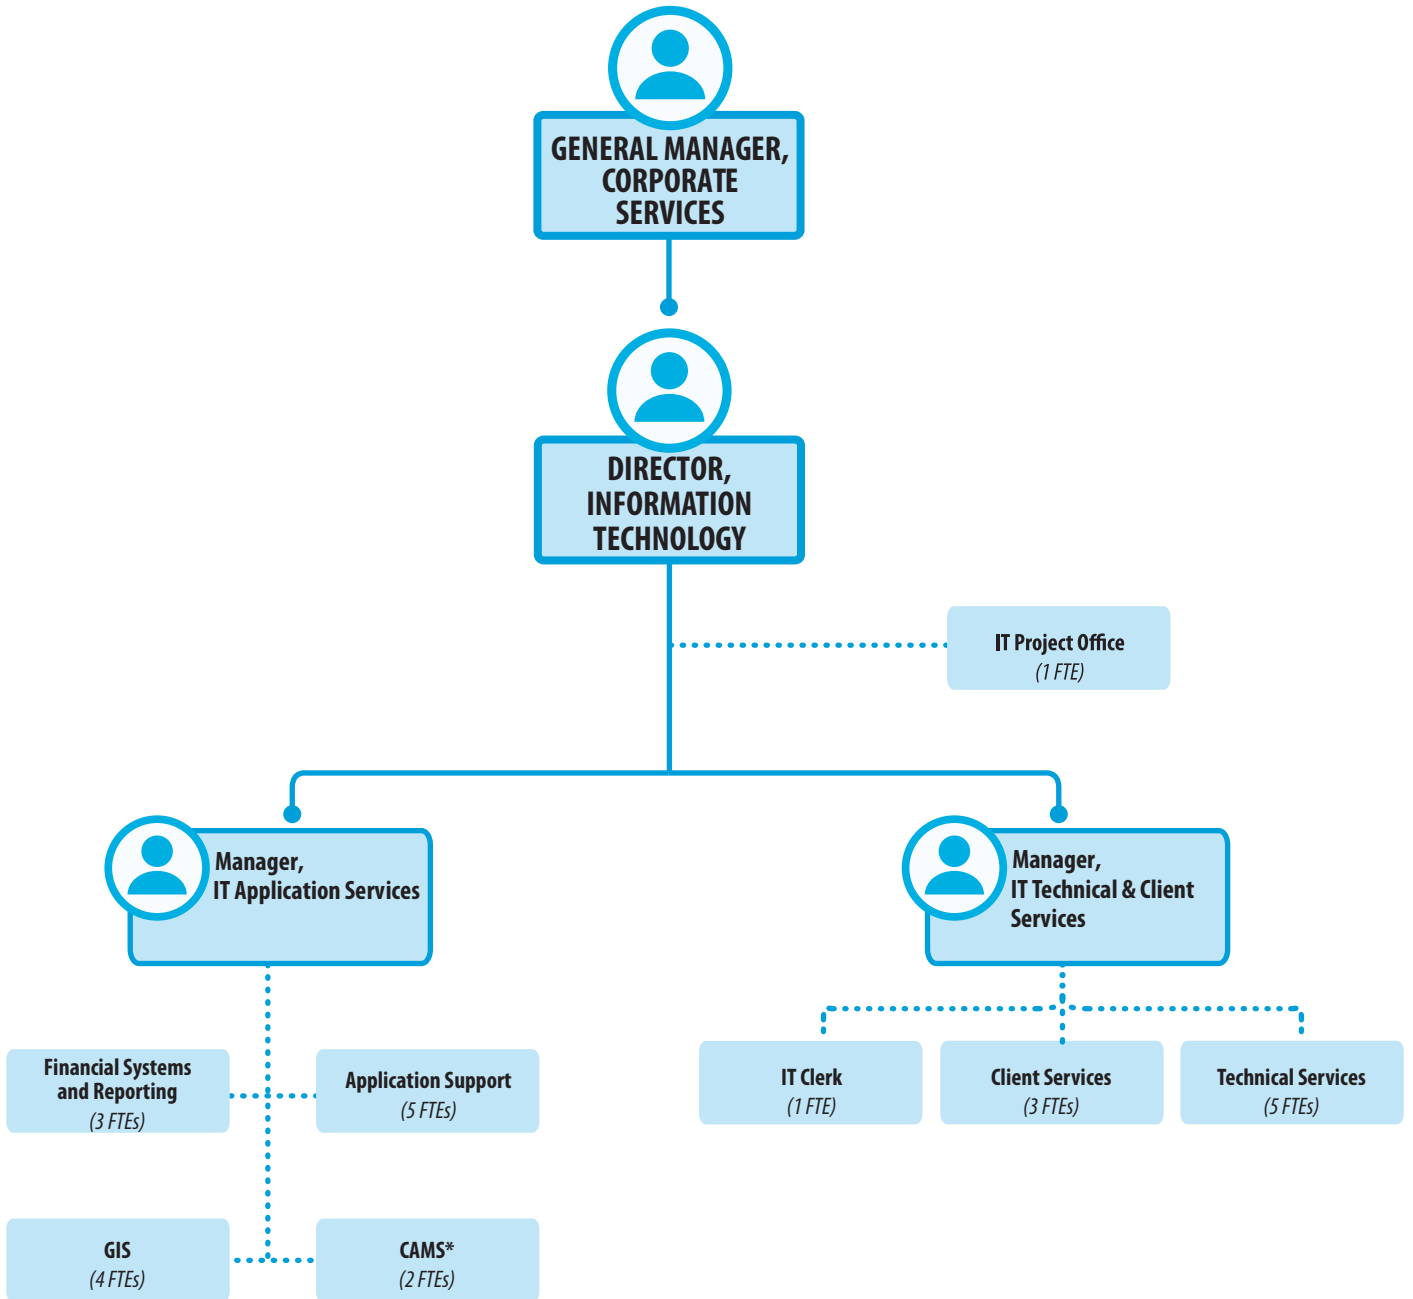 GENERAL MANAGER,
CORPORATE
SERVICES
DIRECTOR,
INFORMATION
TECHNOLOGY
IT Project Office
(1 FTE)
Manager,
IT Application Services
Manager,
IT Technical & Client
Services
Financial Systems
and Reporting
(3 FTEs)
Application Support
(5 FTEs)
IT Clerk
(1 FTE)
Client Services
(3 FTEs)
Technical Services
(5 FTEs)
GIS
(4 FTEs)
CAMS*
(2 FTEs)